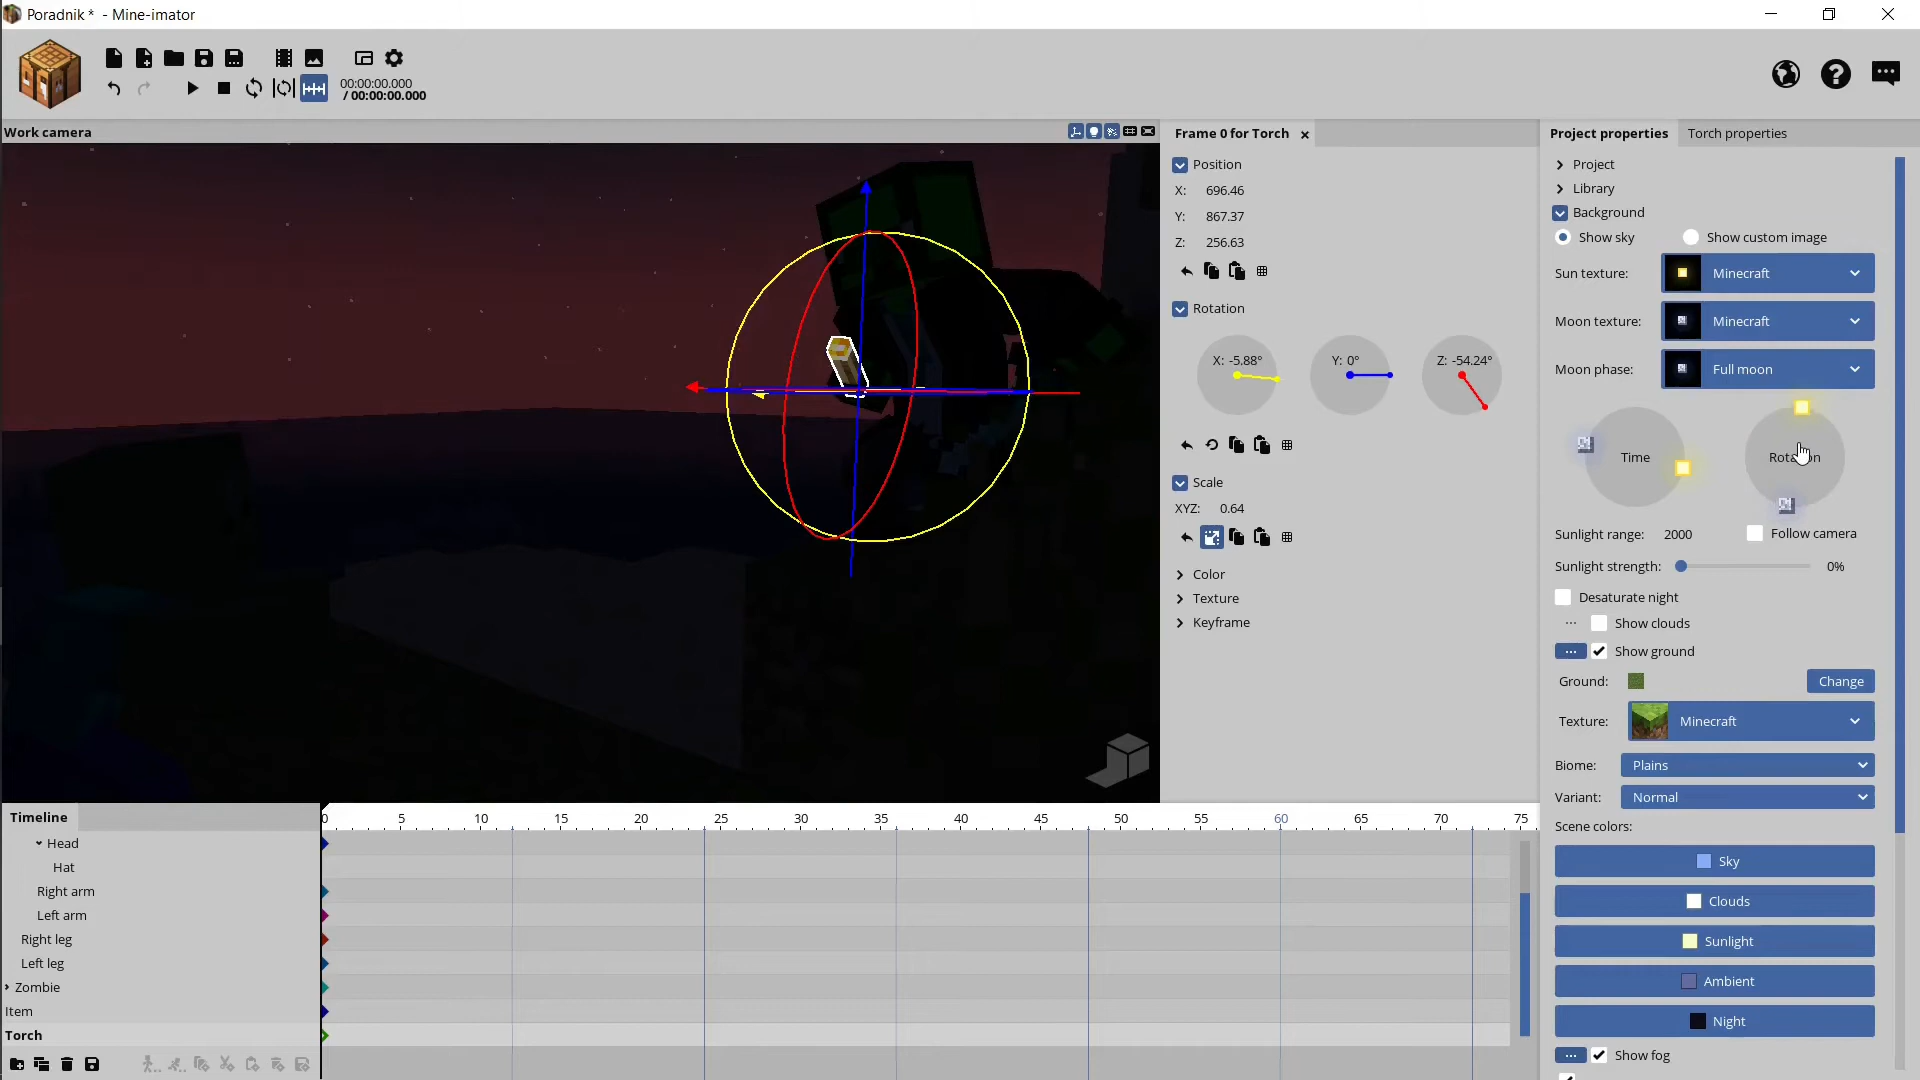 Poradnik * - Mine-imator
00:00:00.000
/ 00:00:00.000
Work camera
Frame 0 for Torch
Position
X: 696.46
Y: 867.37
Z: 256.63
Rotation
X: -5.88°
Y: 0°
Z: -54.24°
Scale
XYZ: 0.64
Color
Texture
Keyframe
Project properties
Torch properties
Project
Library
Background
Show sky
Show custom image
Sun texture: Minecraft
Moon texture: Minecraft
Moon phase: Full moon
Time
Rotation
Sunlight range: 2000
Follow camera
Sunlight strength: 0%
Desaturate night
Show clouds
Show ground
Ground: Change
Texture: Minecraft
Biome: Plains
Variant: Normal
Scene colors:
Sky
Clouds
Sunlight
Ambient
Night
Show fog
Timeline
0 5 10 15 20 25 30 35 40 45 50 55 60 65 70 75
Head
Hat
Right arm
Left arm
Right leg
Left leg
Zombie
Item
Torch